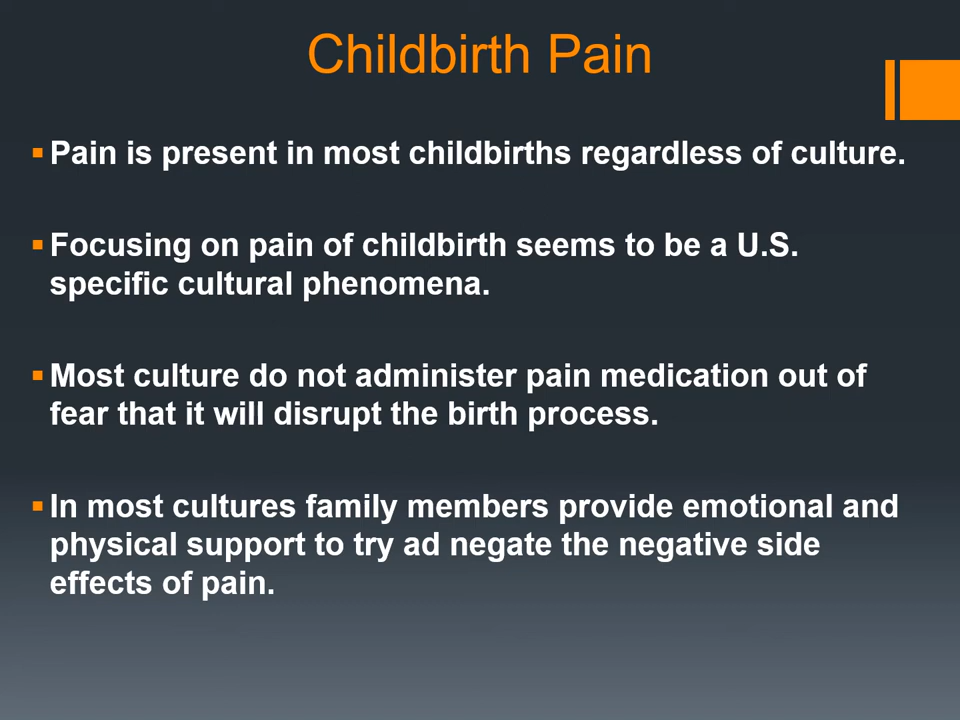 Childbirth Pain
Pain is present in most childbirths regardless of culture.
Focusing on pain of childbirth seems to be a U.S.
specific cultural phenomena.
Most culture do not administer pain medication out of
fear that it will disrupt the birth process.
In most cultures family members provide emotional and
physical support to try ad negate the negative side
effects of pain.